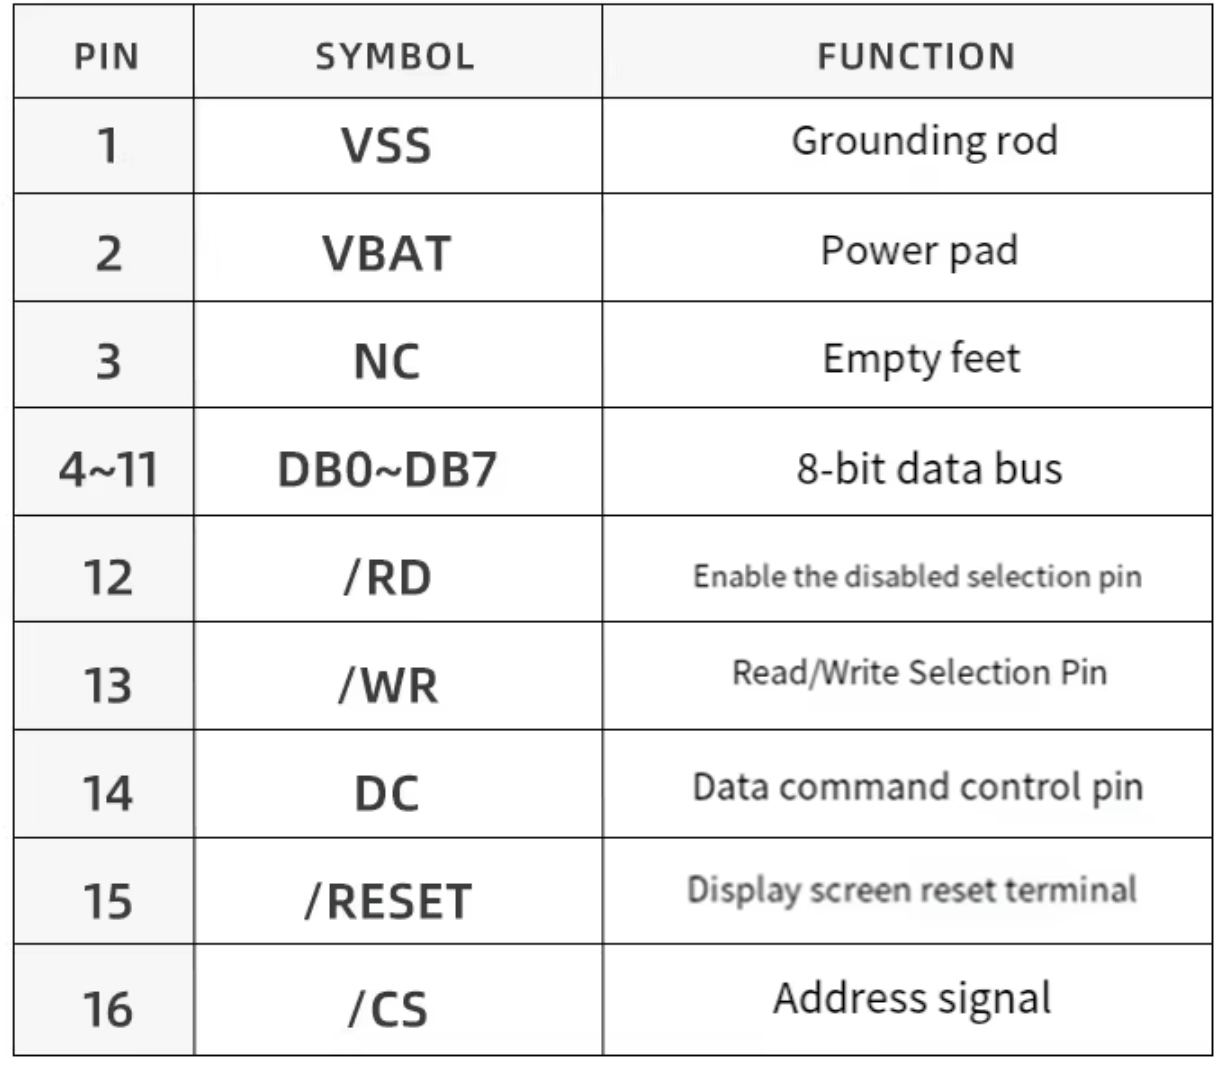 PIN SYMBOL FUNCTION
1 VSS Grounding rod
2 VBAT Power pad
3 NC Empty feet
4~11 DB0~DB7 8-bit data bus
12 /RD Enable the disabled selection pin
13 /WR Read/Write Selection Pin
14 DC Data command control pin
15 /RESET Display screen reset terminal
16 /CS Address signal